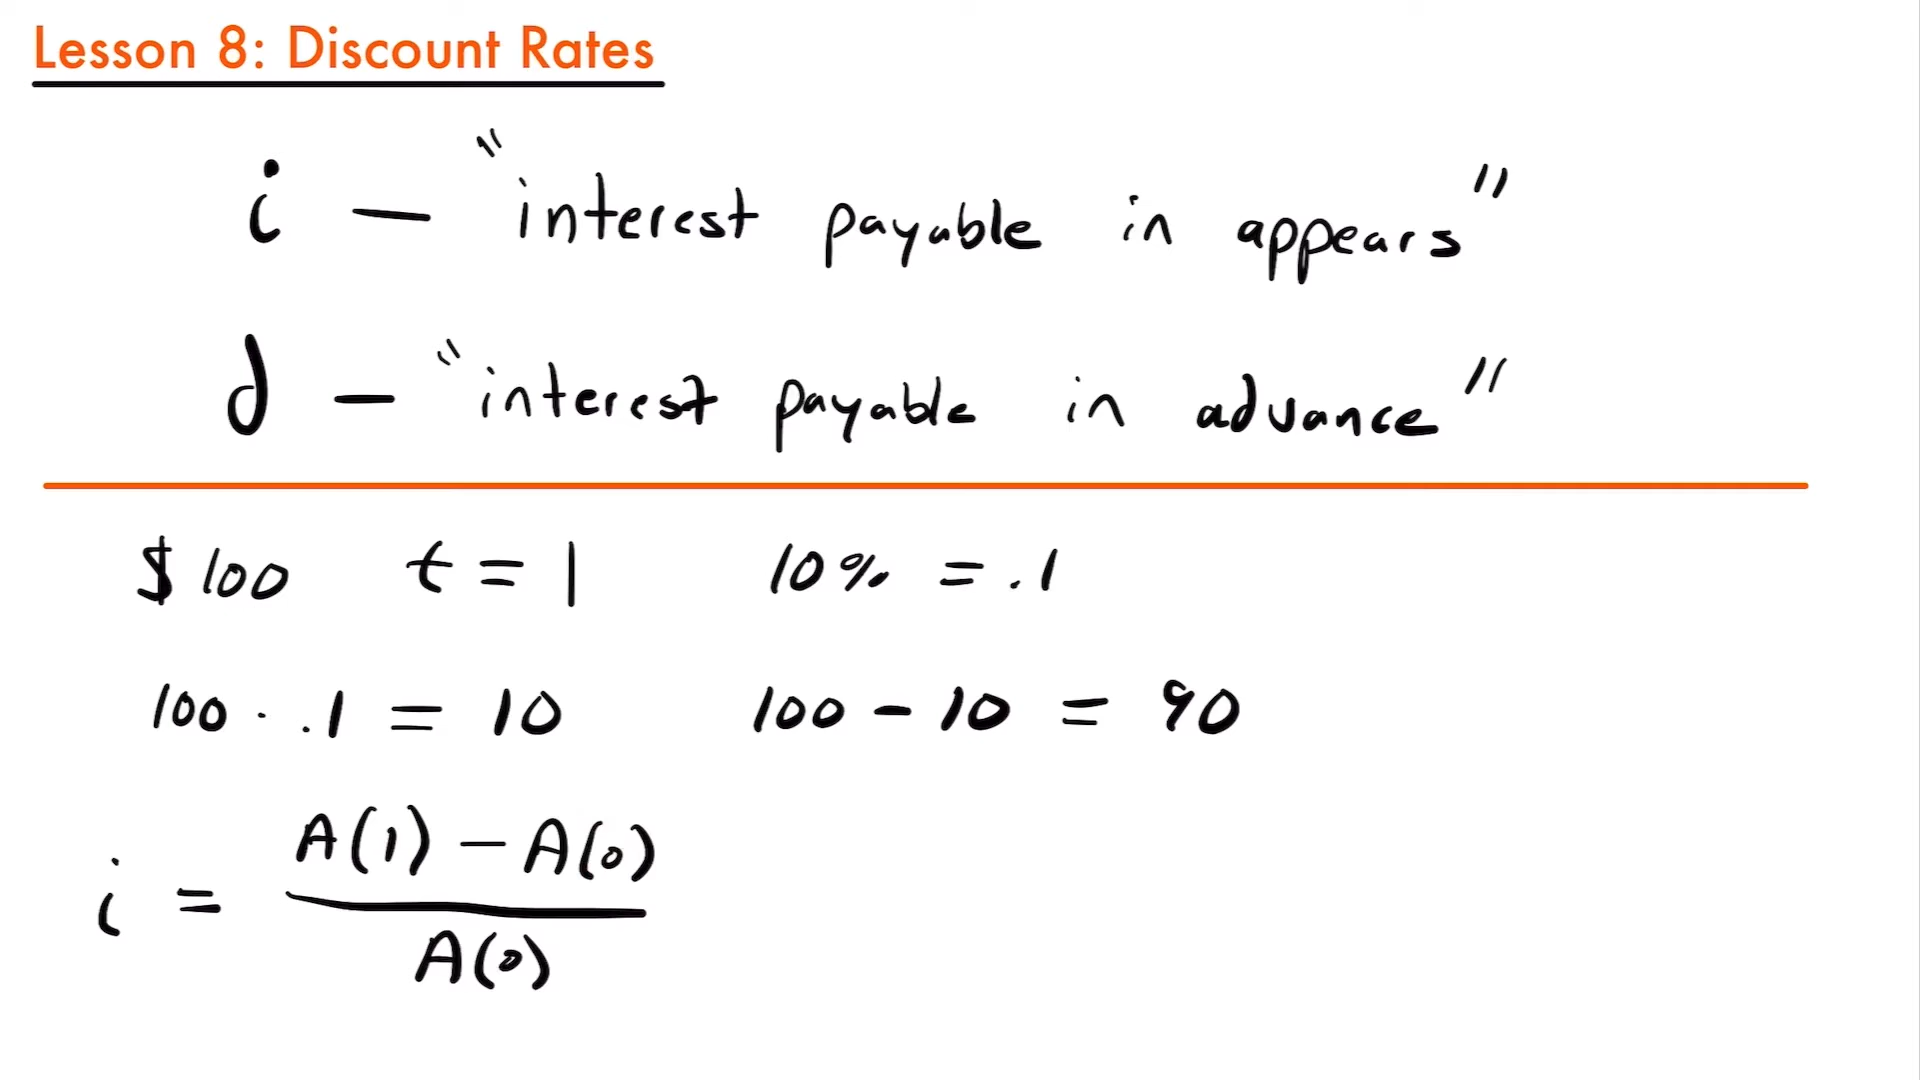 Lesson 8: Discount Rates
i — "interest payable in appears"
d — "interest payable in advance"
$100 t = 1 10% = .1
100 · .1 = 10 100 - 10 = 90
A(1) - A(0)
i =
A(0)